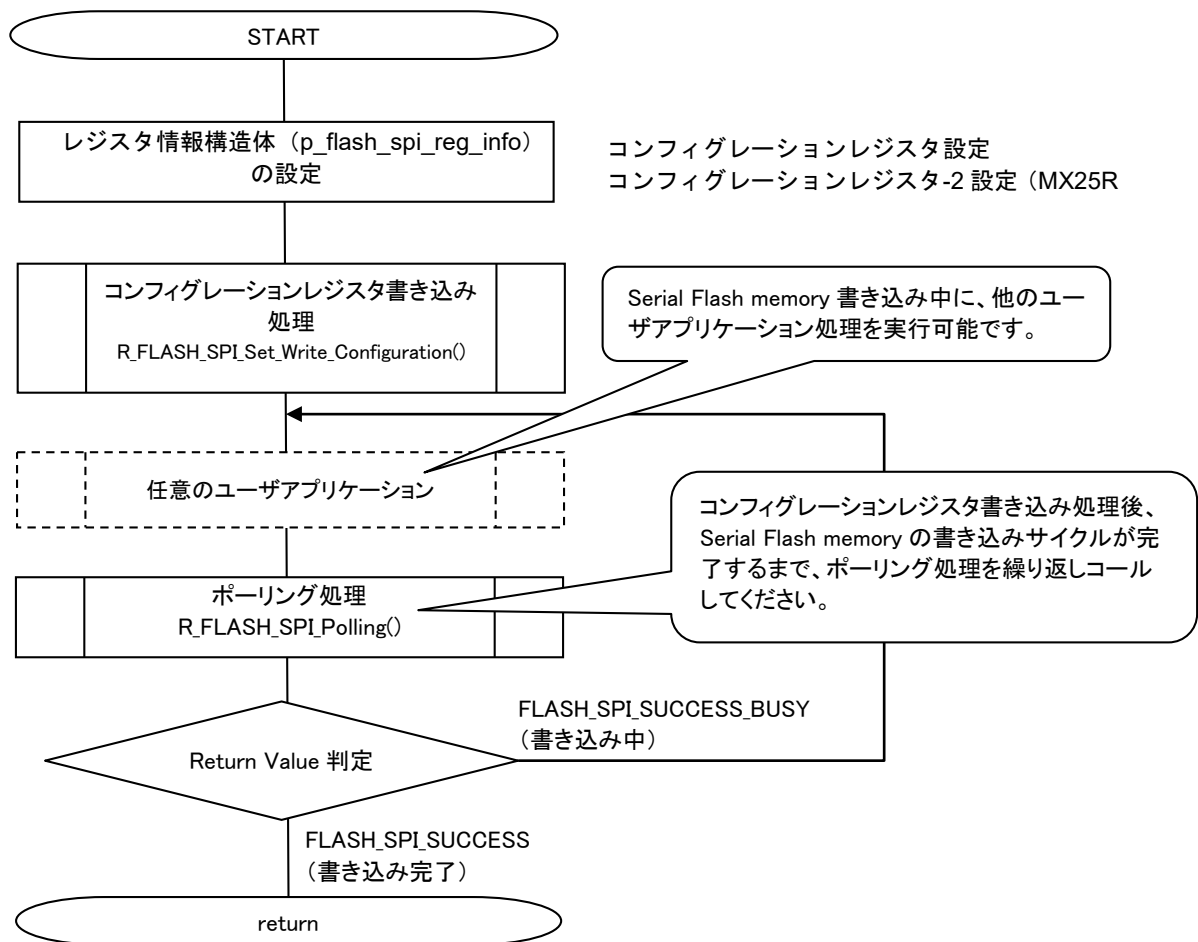 START
レジスタ情報構造体（p_flash_spi_reg_info）
の設定
コンフィグレーションレジスタ設定
コンフィグレーションレジスタ-2 設定（MX25R
コンフィグレーションレジスタ書き込み
処理
R_FLASH_SPI_Set_Write_Configuration()
Serial Flash memory 書き込み中に、他のユー
ザアプリケーション処理を実行可能です。
任意のユーザアプリケーション
コンフィグレーションレジスタ書き込み処理後、
Serial Flash memory の書き込みサイクルが完
了するまで、ポーリング処理を繰り返しコール
してください。
ポーリング処理
R_FLASH_SPI_Polling()
FLASH_SPI_SUCCESS_BUSY
（書き込み中）
Return Value 判定
FLASH_SPI_SUCCESS
（書き込み完了）
return